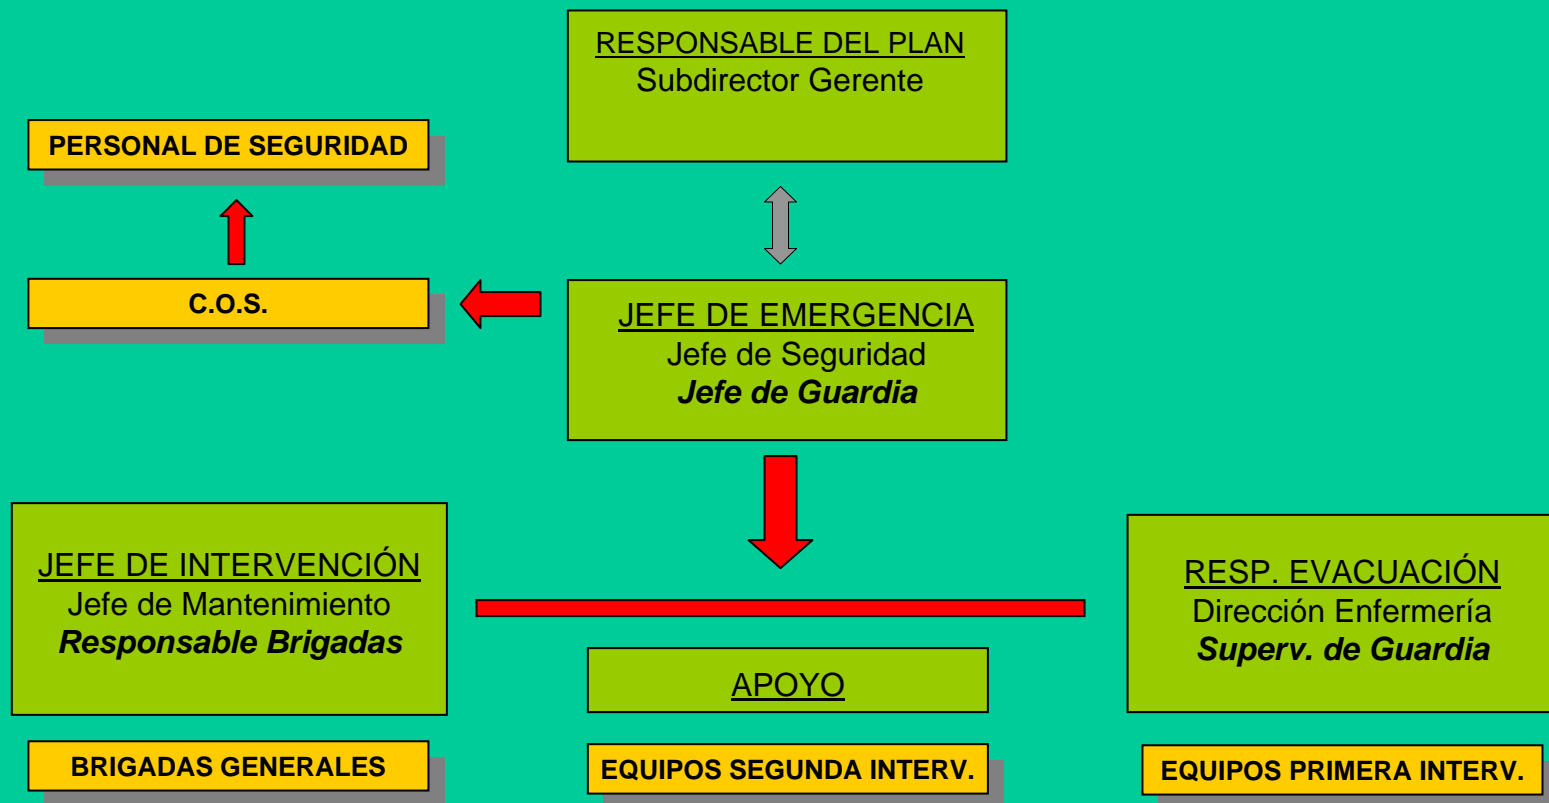 RESPONSABLE DEL PLAN
Subdirector Gerente
PERSONAL DE SEGURIDAD
C.O.S.
JEFE DE EMERGENCIA
Jefe de Seguridad
Jefe de Guardia
JEFE DE INTERVENCIÓN
Jefe de Mantenimiento
Responsable Brigadas
RESP. EVACUACIÓN
Dirección Enfermería
Superv. de Guardia
APOYO
BRIGADAS GENERALES
EQUIPOS SEGUNDA INTERV.
EQUIPOS PRIMERA INTERV.